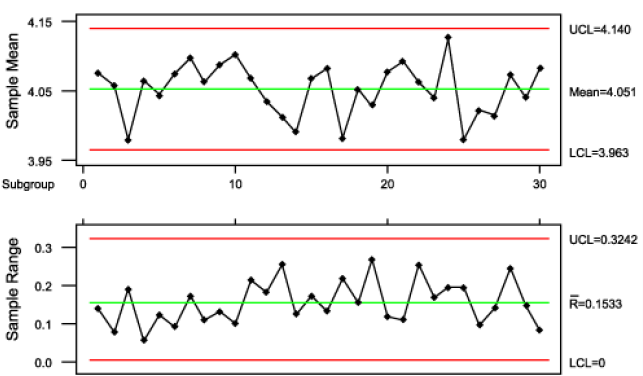 4.15
UCL=4.140
Sample Mean
4.05
Mean=4.051
3.95
LCL=3.963
Subgroup 0 10 20 30
UCL=0.3242
0.3
Sample Range
0.2
R̅=0.1533
0.1
0.0
LCL=0